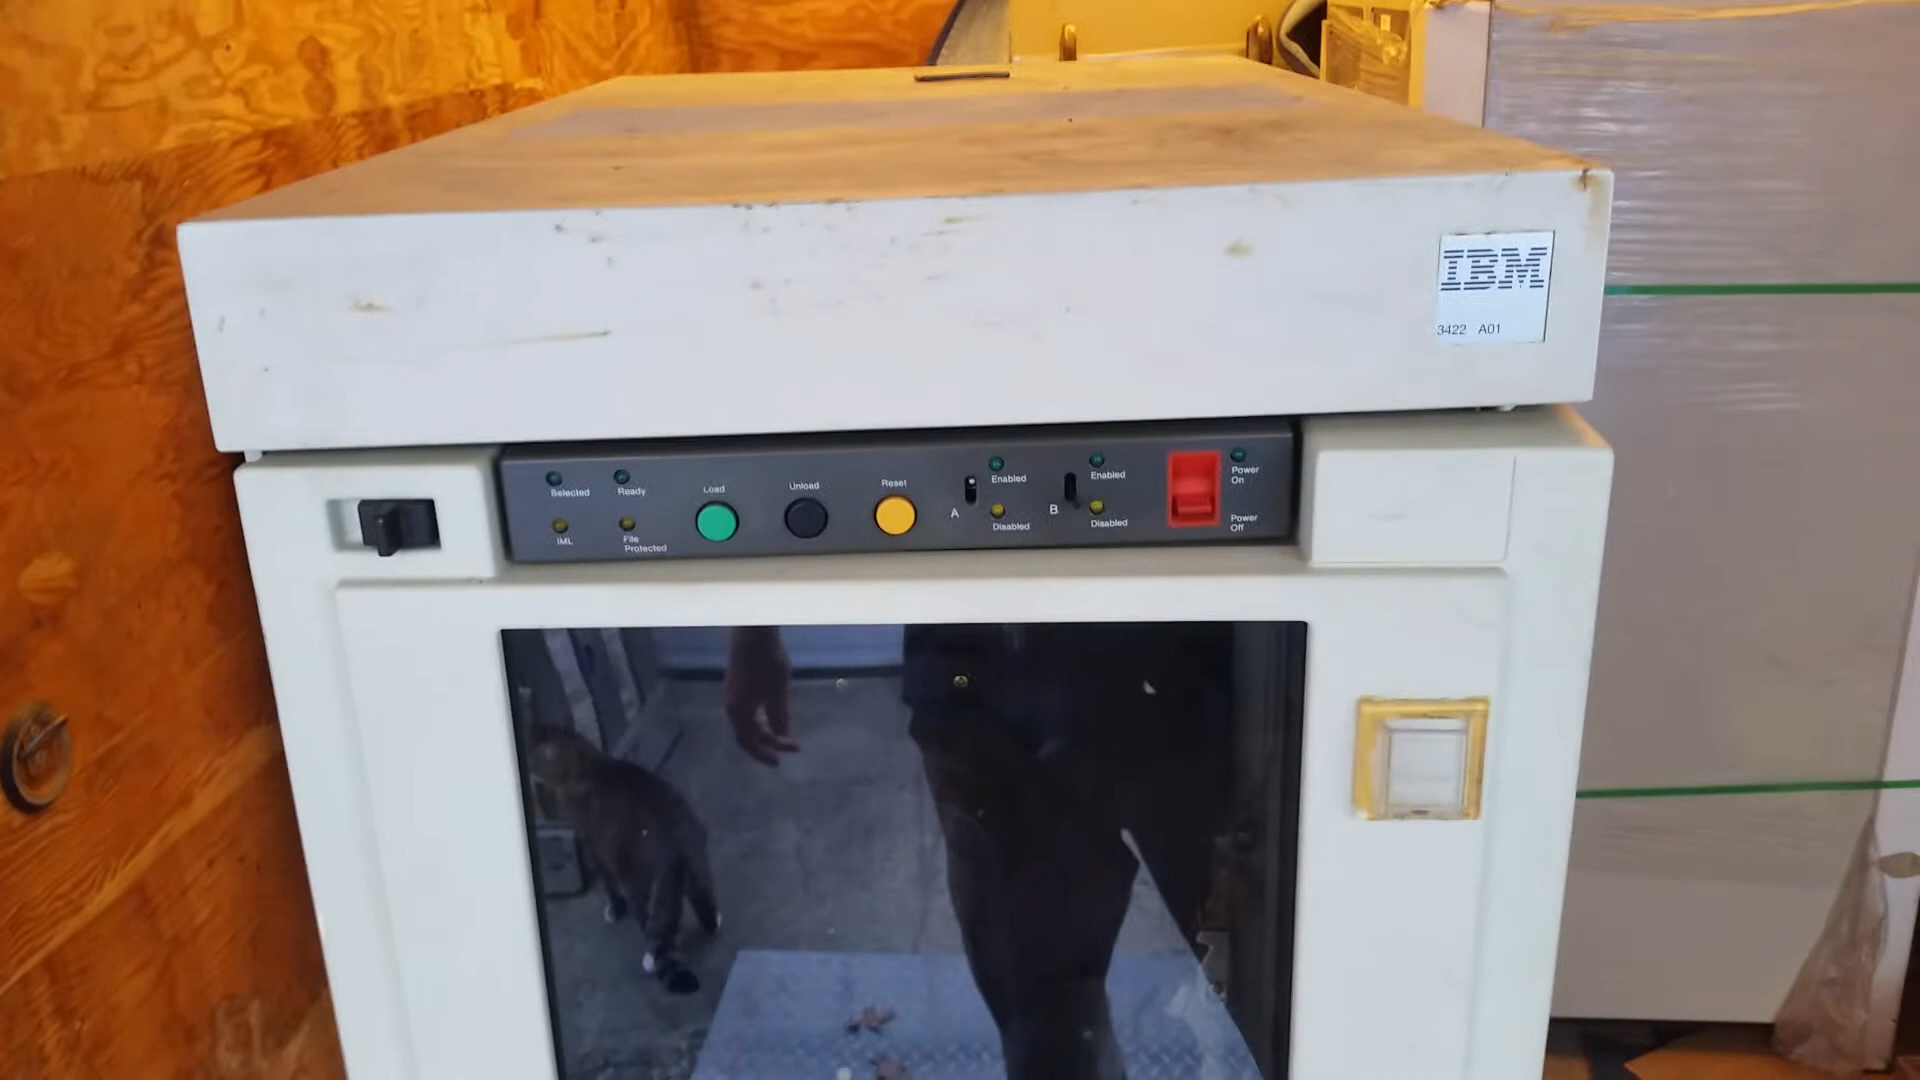 IBM
3422 A01
Selected
Ready
IML
File
Protected
Load
Unload
Reset
A
Enabled
Disabled
B
Enabled
Disabled
Power
On
Power
Off